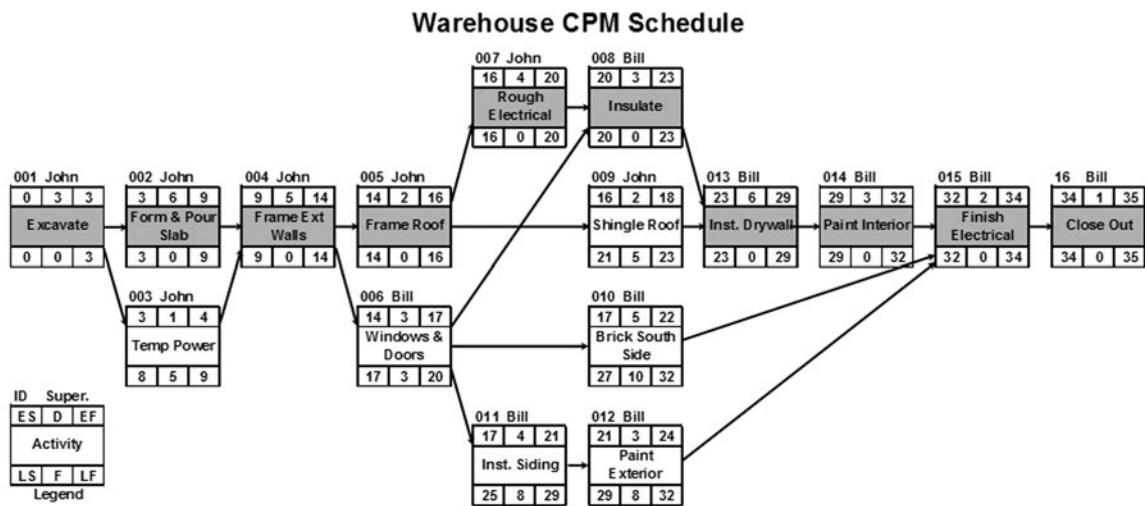 Warehouse CPM Schedule
007 John
16 4 20
Rough
Electrical
16 0 20
008 Bill
20 3 23
Insulate
20 0 23
001 John
0 3 3
Excavate
0 0 3
002 John
3 6 9
Form & Pour
Slab
3 0 9
004 John
9 5 14
Frame Ext
Walls
9 0 14
005 John
14 2 16
Frame Roof
14 0 16
009 John
16 2 18
Shingle Roof
21 5 23
013 Bill
23 6 29
Inst. Drywall
23 0 29
014 Bill
29 3 32
Paint Interior
29 0 32
015 Bill
32 2 34
Finish
Electrical
32 0 34
16 Bill
34 1 35
Close Out
34 0 35
003 John
3 1 4
Temp Power
8 5 9
006 Bill
14 3 17
Windows &
Doors
17 3 20
010 Bill
17 5 22
Brick South
Side
27 10 32
011 Bill
17 4 21
Inst. Siding
25 8 29
012 Bill
21 3 24
Paint
Exterior
29 8 32
ID Super.
ES D EF
Activity
LS F LF
Legend